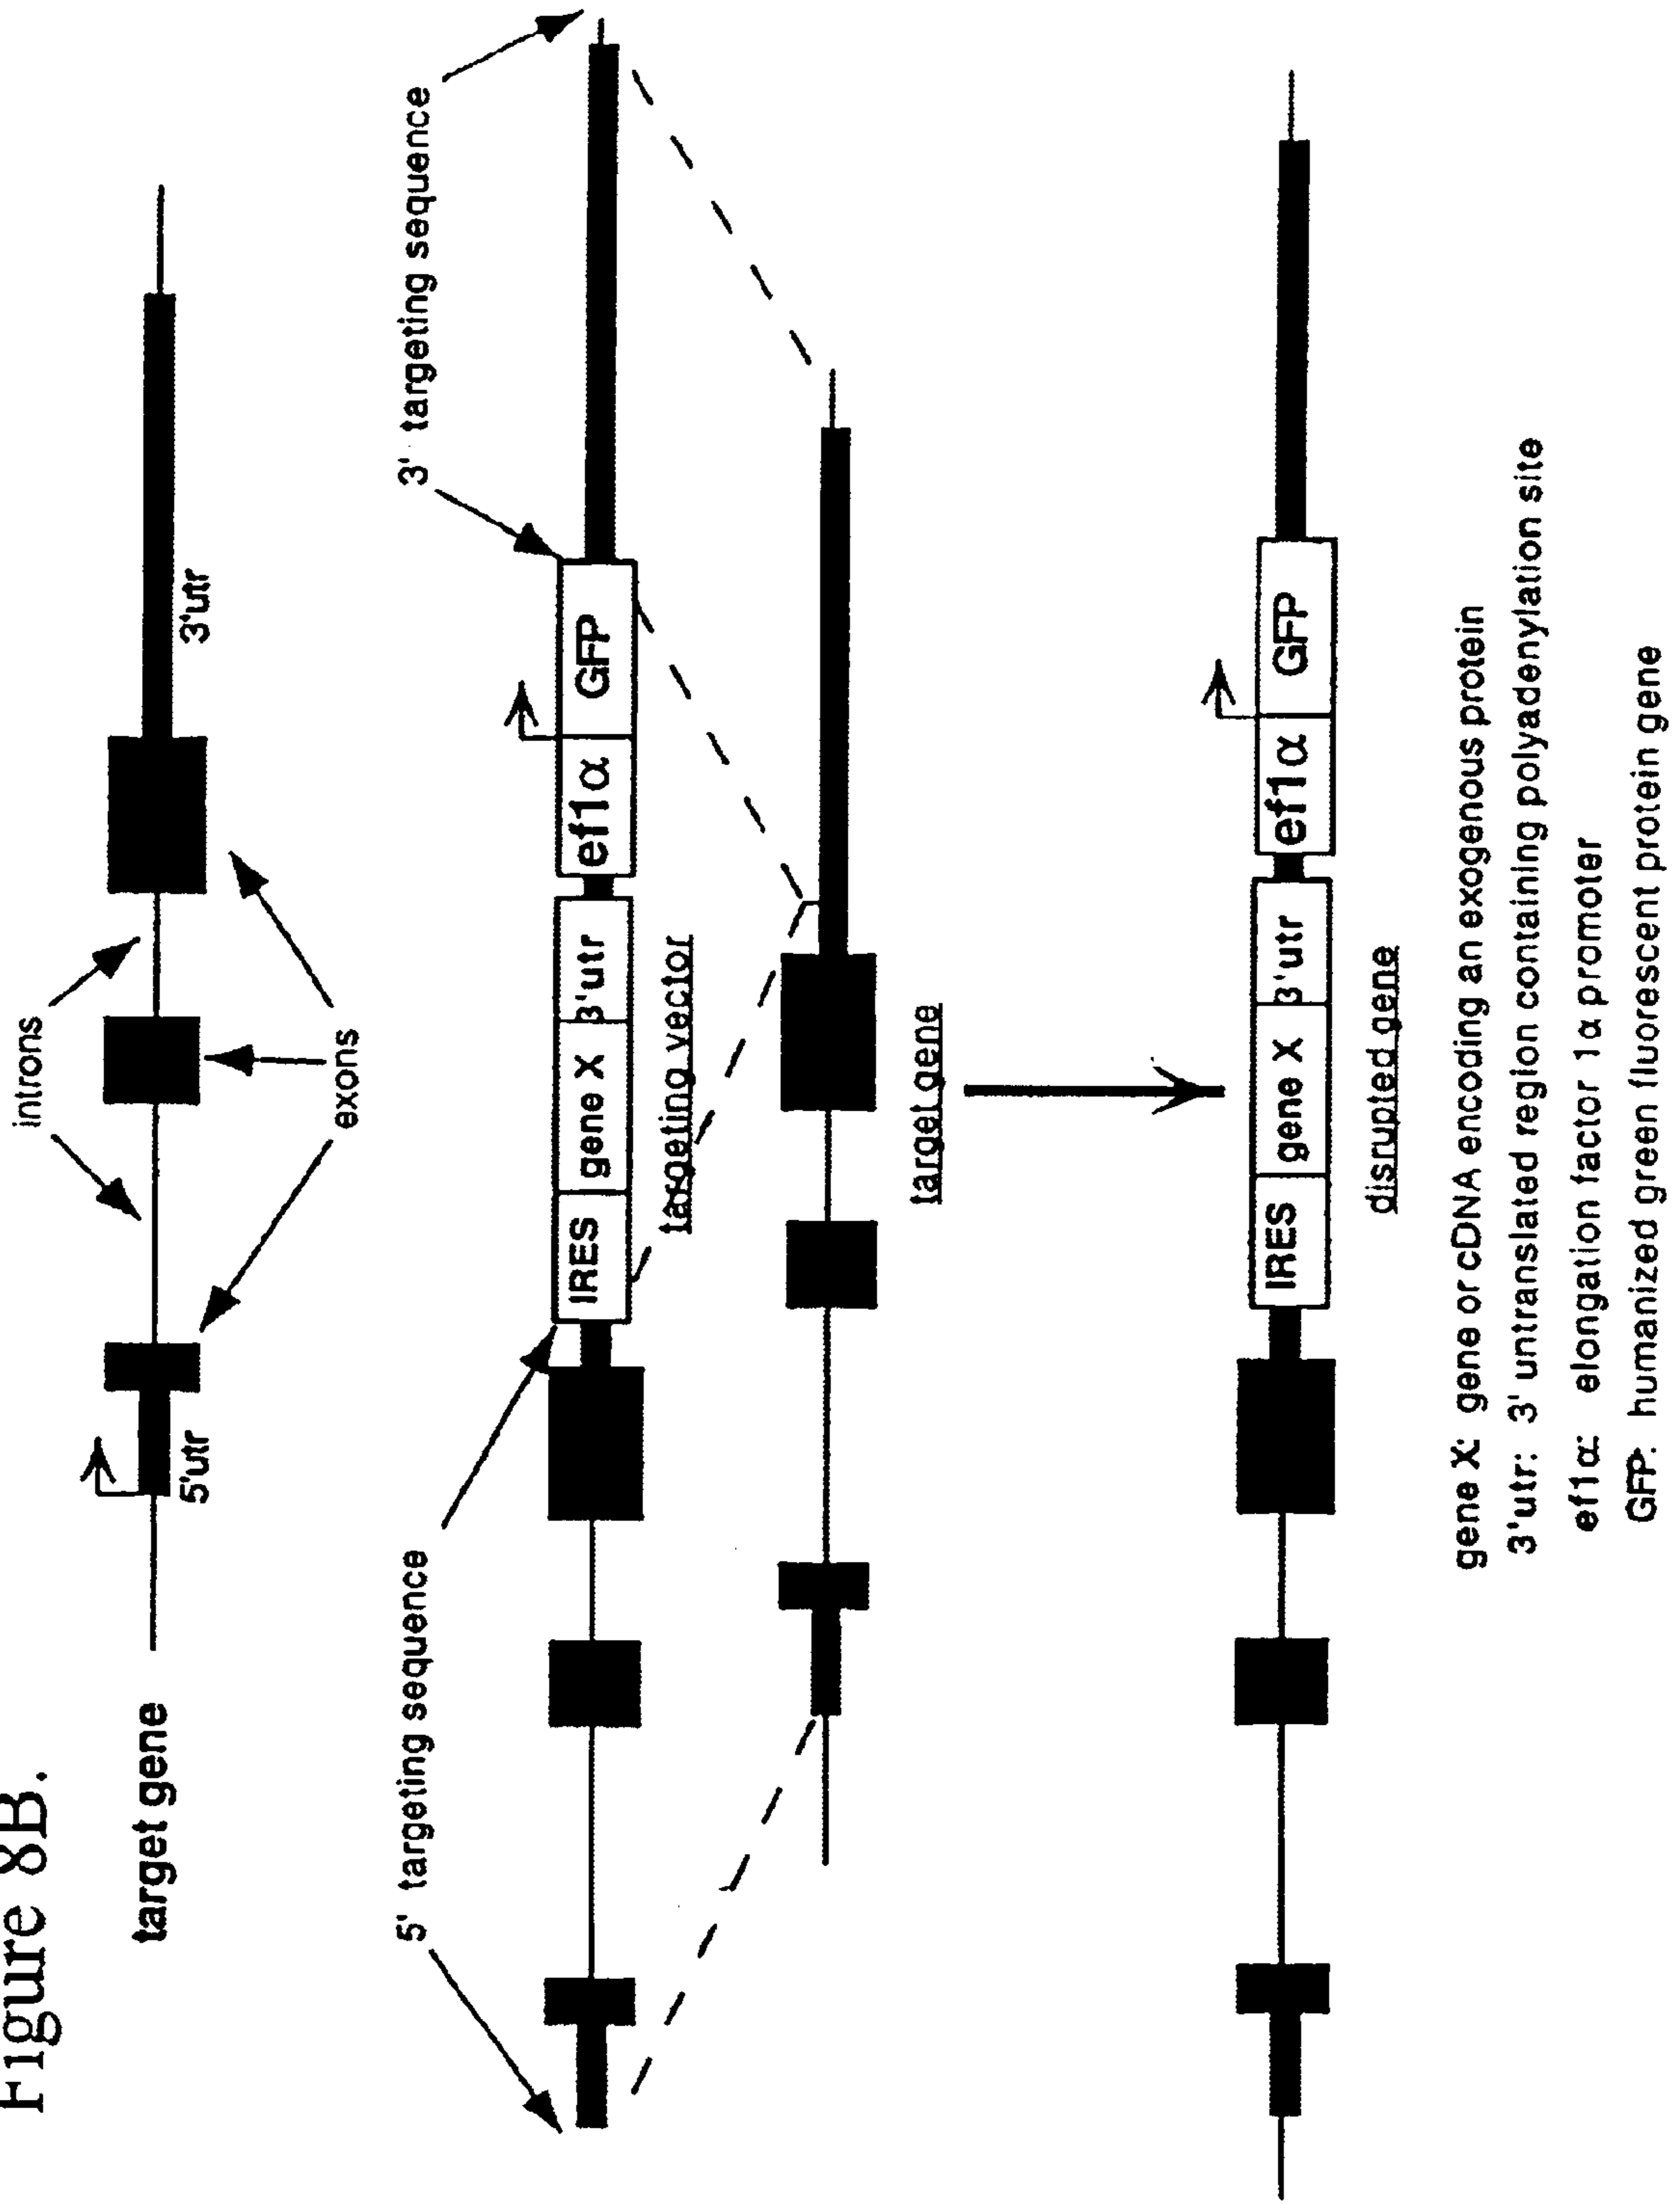 Figure 8B.
introns
target gene
5'utr
3'utr
exons
5' targeting sequence
3' targeting sequence
IRES
gene X
3'utr
ef1α
GFP
targeting vector
target gene
IRES
gene X
3'utr
ef1α
GFP
disrupted gene
gene X: gene or cDNA encoding an exogenous protein
3'utr: 3' untranslated region containing polyadenylation site
ef1α: elongation factor 1α promoter
GFP: humanized green fluorescent protein gene